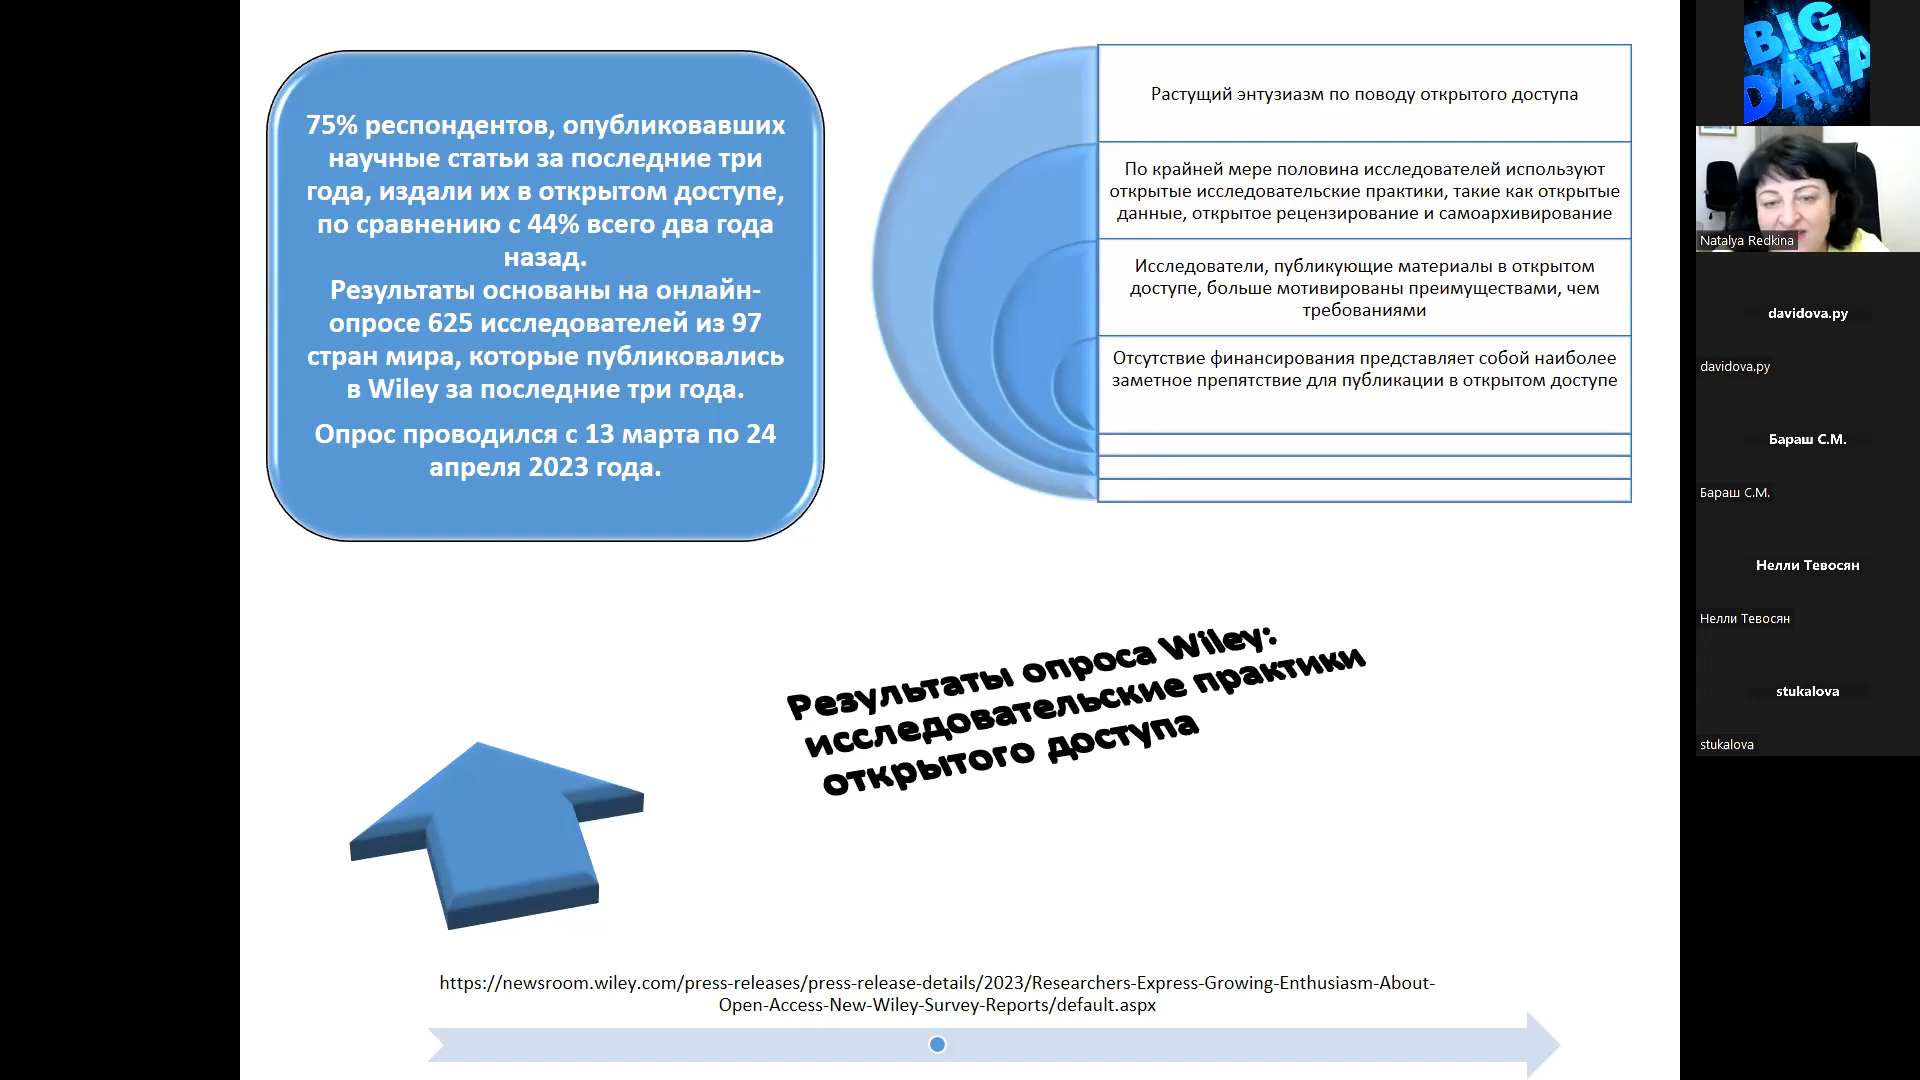 75% респондентов, опубликовавших
научные статьи за последние три
года, издали их в открытом доступе,
по сравнению с 44% всего два года
назад.
Результаты основаны на онлайн-
опросе 625 исследователей из 97
стран мира, которые публиковались
в Wiley за последние три года.
Опрос проводился с 13 марта по 24
апреля 2023 года.
Растущий энтузиазм по поводу открытого доступа
По крайней мере половина исследователей используют
открытые исследовательские практики, такие как открытые
данные, открытое рецензирование и самоархивирование
Исследователи, публикующие материалы в открытом
доступе, больше мотивированы преимуществами, чем
требованиями
Отсутствие финансирования представляет собой наиболее
заметное препятствие для публикации в открытом доступе
Результаты опроса Wiley:
исследовательские практики
открытого доступа
https://newsroom.wiley.com/press-releases/press-release-details/2023/Researchers-Express-Growing-Enthusiasm-About-
Open-Access-New-Wiley-Survey-Reports/default.aspx
BIG
DATA
Natalya Redkina
davidova.py
davidova.py
Бараш С.М.
Бараш С.М.
Нелли Тевосян
Нелли Тевосян
stukalova
stukalova